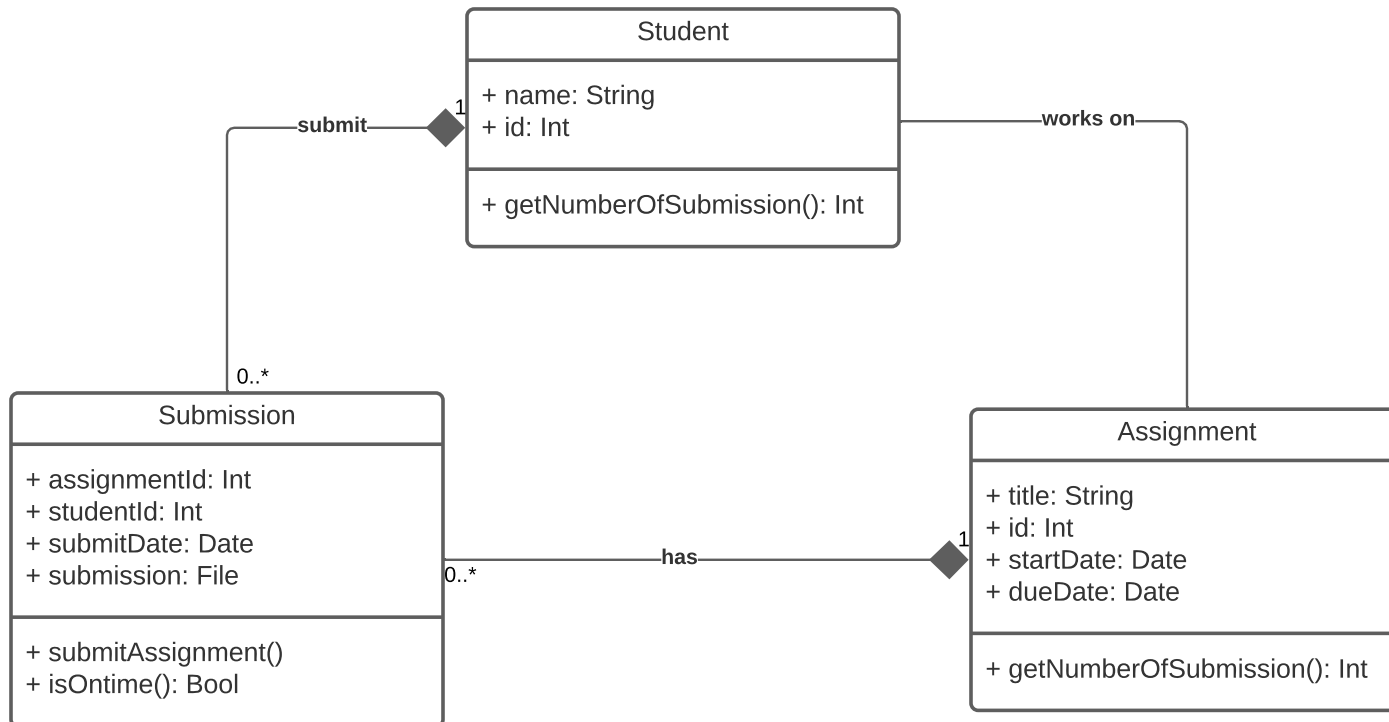 Student
+ name: String
+ id: Int
+ getNumberOfSubmission(): Int
1
submit
0..*
works on
Submission
+ assignmentId: Int
+ studentId: Int
+ submitDate: Date
+ submission: File
+ submitAssignment()
+ isOntime(): Bool
0..*
has
1
Assignment
+ title: String
+ id: Int
+ startDate: Date
+ dueDate: Date
+ getNumberOfSubmission(): Int